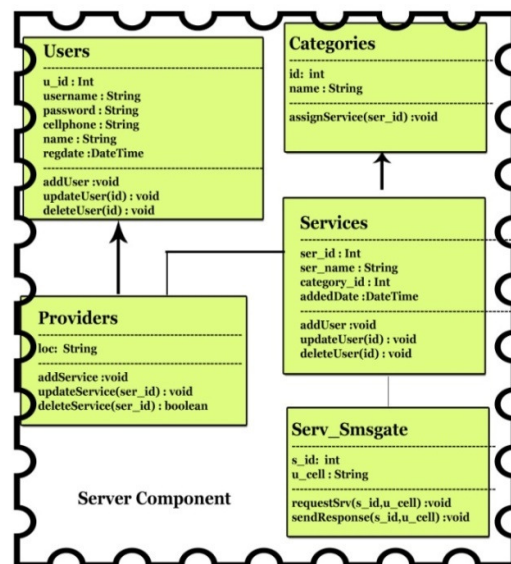 Users
u_id : Int
username : String
password : String
cellphone : String
name : String
regdate :DateTime
addUser :void
updateUser(id) : void
deleteUser(id) : void
Categories
id: int
name : String
assignService(ser_id) :void
Services
ser_id : Int
ser_name : String
category_id : Int
addedDate :DateTime
addUser :void
updateUser(id) : void
deleteUser(id) : void
Providers
loc: String
addService :void
updateService(ser_id) : void
deleteService(ser_id) : boolean
Serv_Smsgate
s_id: int
u_cell : String
requestSrv(s_id,u_cell) :void
sendResponse(s_id,u_cell) :void
Server Component